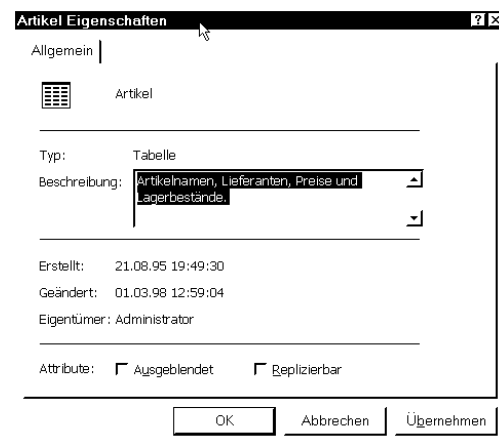 Artikel Eigenschaften
Allgemein
Artikel
Typ: Tabelle
Beschreibung: Artikelnamen, Lieferanten, Preise und
Lagerbestände.
Erstellt: 21.08.95 19:49:30
Geändert: 01.03.98 12:59:04
Eigentümer: Administrator
Attribute: Ausgeblendet Replizierbar
OK Abbrechen Übernehmen